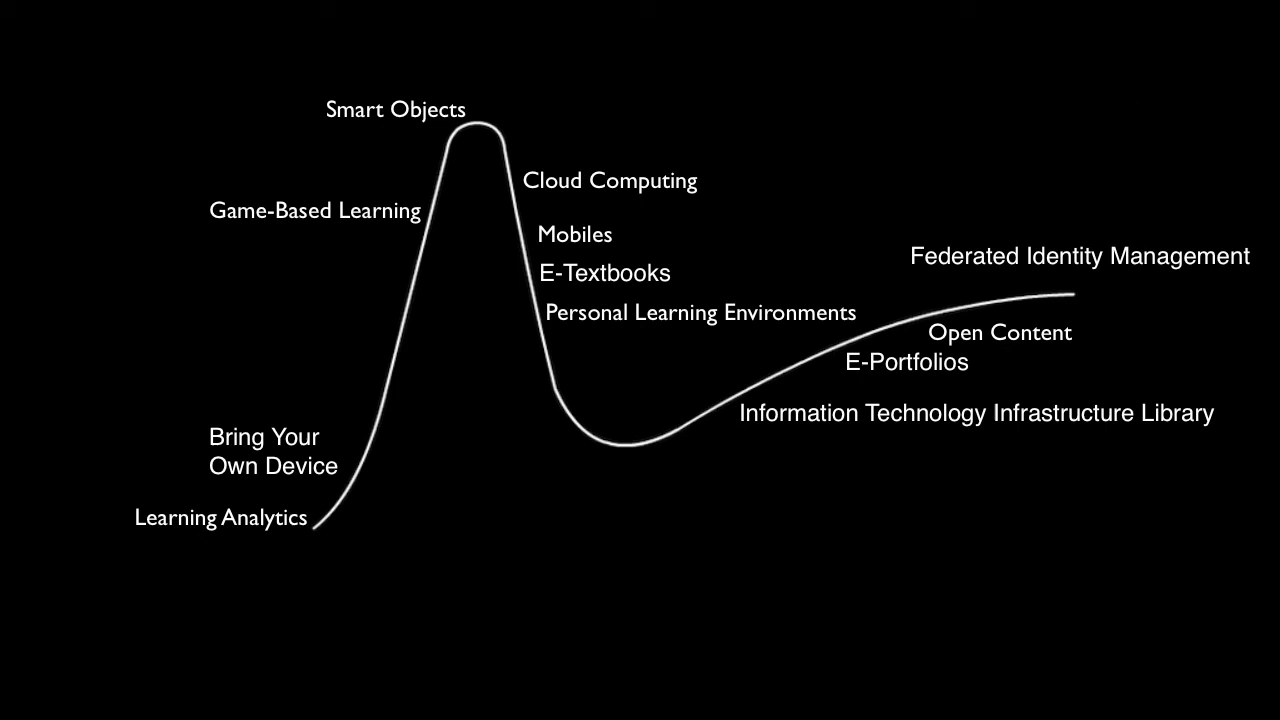 Smart Objects
Cloud Computing
Game-Based Learning
Mobiles
Federated Identity Management
E-Textbooks
Personal Learning Environments
Open Content
E-Portfolios
Information Technology Infrastructure Library
Bring Your
Own Device
Learning Analytics